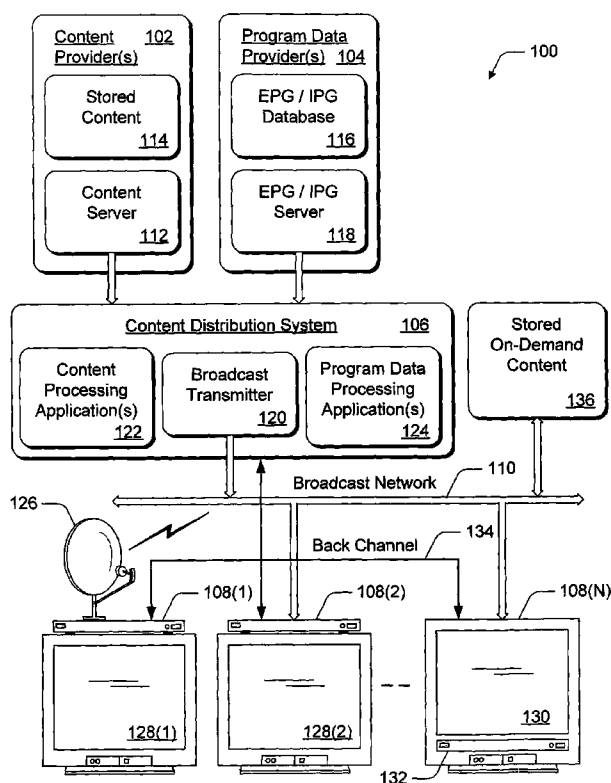 Content
Provider(s) 102
Stored
Content
114
Content
Server
112
Program Data
Provider(s) 104
EPG / IPG
Database
116
EPG / IPG
Server
118
100
Content Distribution System 106
Content
Processing
Application(s)
122
Broadcast
Transmitter
120
Program Data
Processing
Application(s)
124
Stored
On-Demand
Content
136
Broadcast Network
110
126
Back Channel
134
108(1)
108(2)
108(N)
128(1)
128(2)
130
132